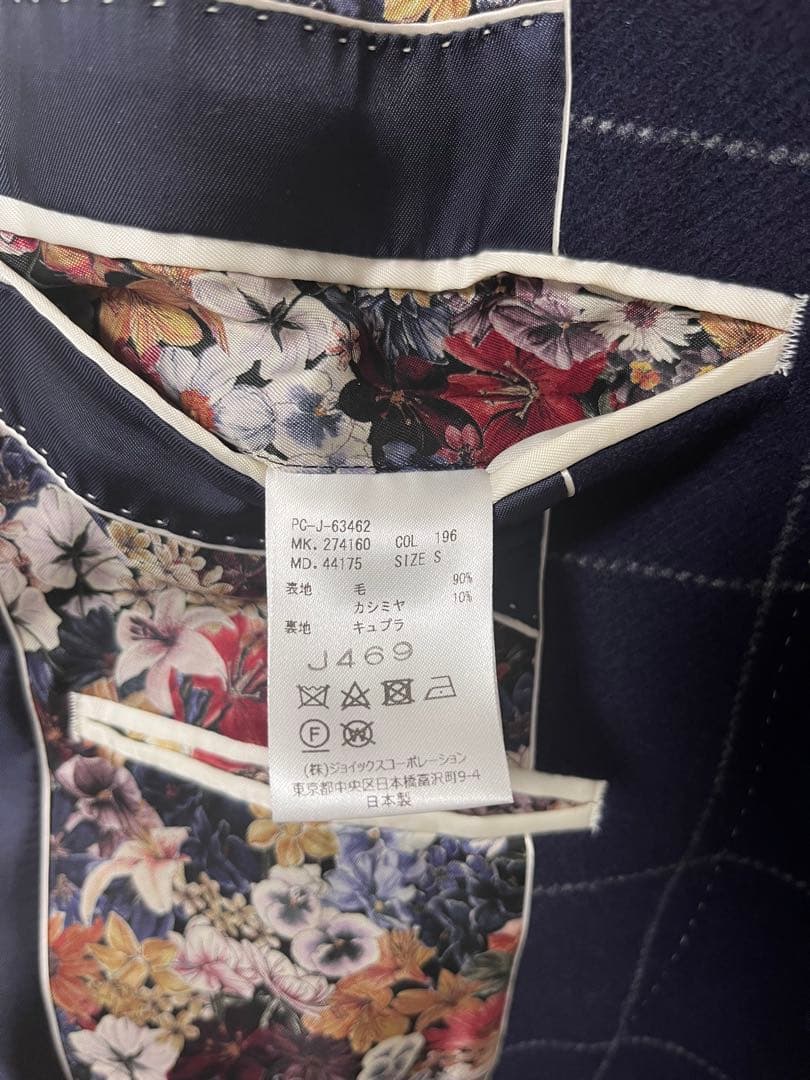 PC-J-63462
MK. 274160 COL 196
MD. 44175 SIZE S
表地 毛 90%
カシミヤ 10%
裏地 キュプラ
J469
F W
(株)ジョイックスコーポレーション
東京都中央区日本橋富沢町9-4
日本製